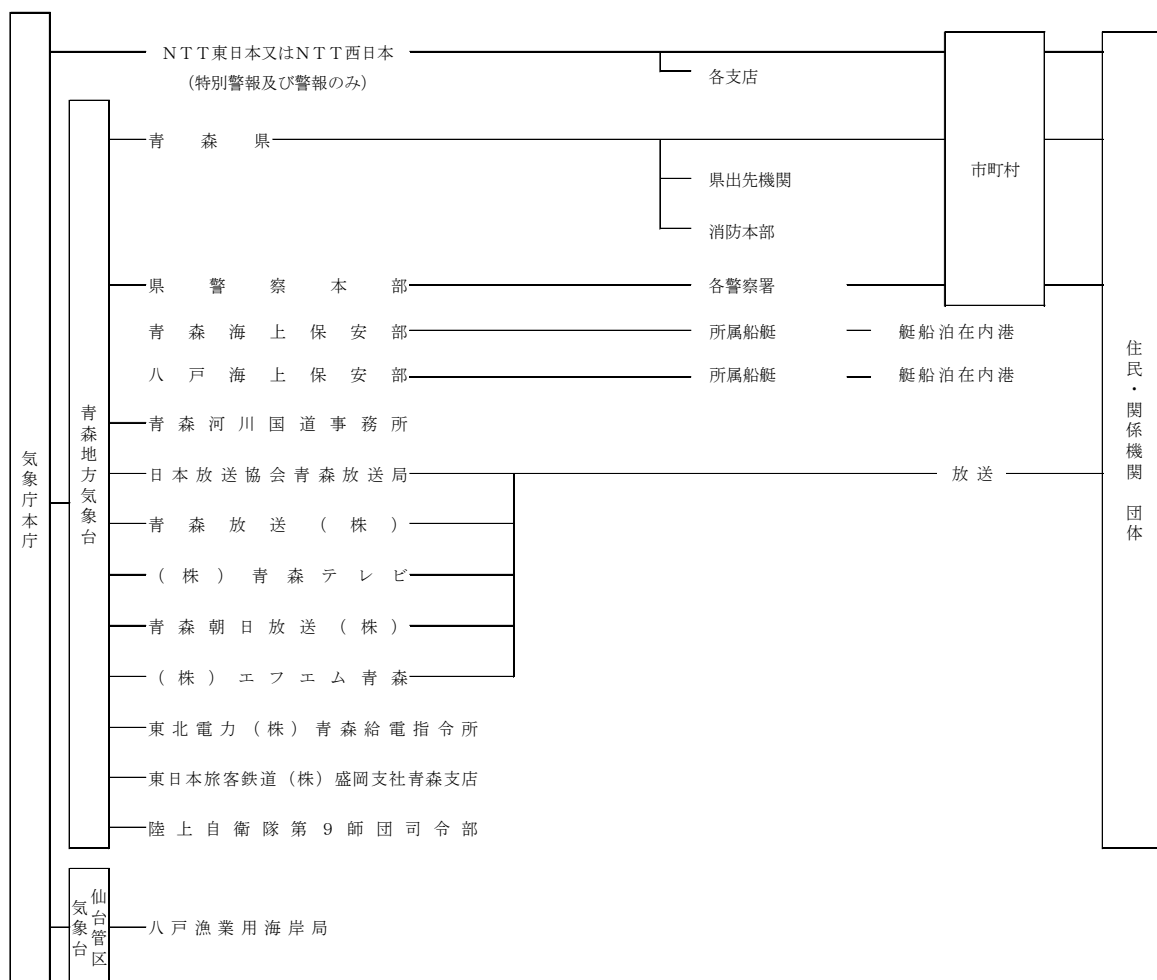 NTT東日本又はNTT西日本
(特別警報及び警報のみ)
各支店
青森県
県出先機関
消防本部
市町村
県警察本部
各警察署
青森海上保安部
所属船艇
艇船泊在内港
八戸海上保安部
所属船艇
艇船泊在内港
青森河川国道事務所
日本放送協会青森放送局
放送
青森放送(株)
(株)青森テレビ
青森朝日放送(株)
(株)エフエム青森
東北電力(株)青森給電指令所
東日本旅客鉄道(株)盛岡支社青森支店
陸上自衛隊第9師団司令部
八戸漁業用海岸局
気象庁本庁
青森地方気象台
仙台管区
気象台
住民・関係機関 団体